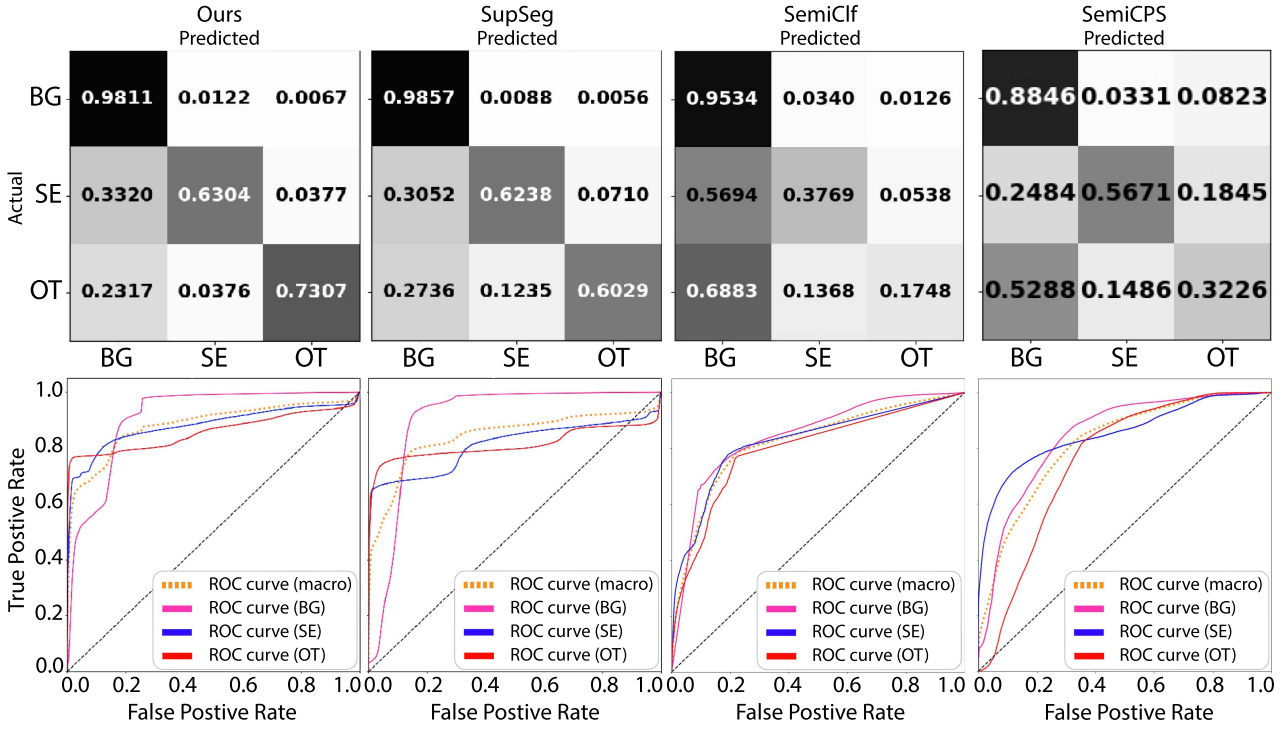 Ours SupSeg SemiClf SemiCPS
Predicted Predicted Predicted Predicted
BG 0.9811 0.0122 0.0067 0.9857 0.0088 0.0056 0.9534 0.0340 0.0126 0.8846 0.0331 0.0823
Actual
SE 0.3320 0.6304 0.0377 0.3052 0.6238 0.0710 0.5694 0.3769 0.0538 0.2484 0.5671 0.1845
OT 0.2317 0.0376 0.7307 0.2736 0.1235 0.6029 0.6883 0.1368 0.1748 0.5288 0.1486 0.3226
BG SE OT BG SE OT BG SE OT BG SE OT
1.0
0.8
0.6
0.4
0.2
0.0
True Postive Rate
ROC curve (macro) ROC curve (macro) ROC curve (macro) ROC curve (macro)
ROC curve (BG) ROC curve (BG) ROC curve (BG) ROC curve (BG)
ROC curve (SE) ROC curve (SE) ROC curve (SE) ROC curve (SE)
ROC curve (OT) ROC curve (OT) ROC curve (OT) ROC curve (OT)
0.0 0.2 0.4 0.6 0.8 1.0 0.0 0.2 0.4 0.6 0.8 1.0 0.0 0.2 0.4 0.6 0.8 1.0 0.0 0.2 0.4 0.6 0.8 1.0
False Postive Rate False Postive Rate False Postive Rate False Postive Rate